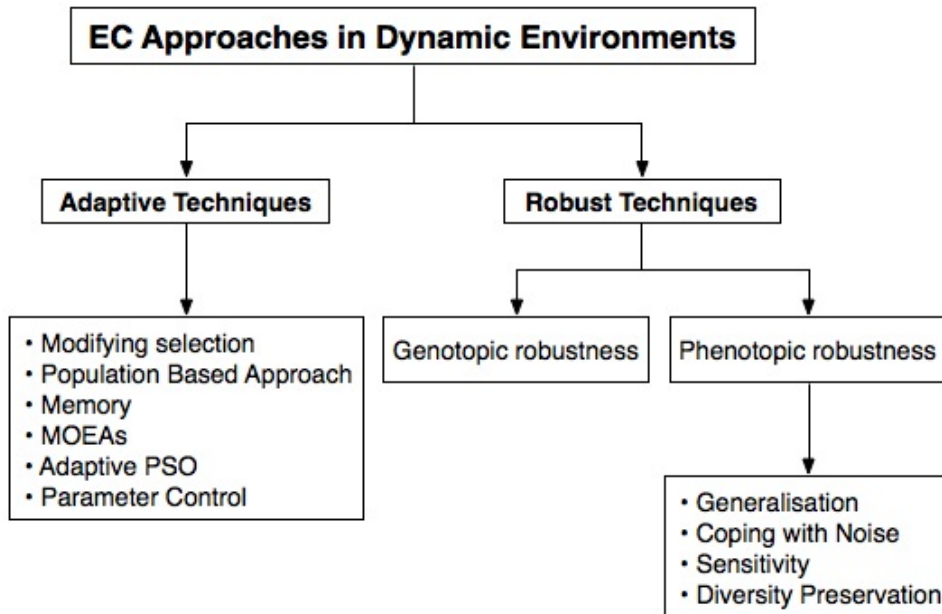 EC Approaches in Dynamic Environments
Adaptive Techniques
Robust Techniques
• Modifying selection
• Population Based Approach
• Memory
• MOEAs
• Adaptive PSO
• Parameter Control
Genotopic robustness
Phenotopic robustness
• Generalisation
• Coping with Noise
• Sensitivity
• Diversity Preservation